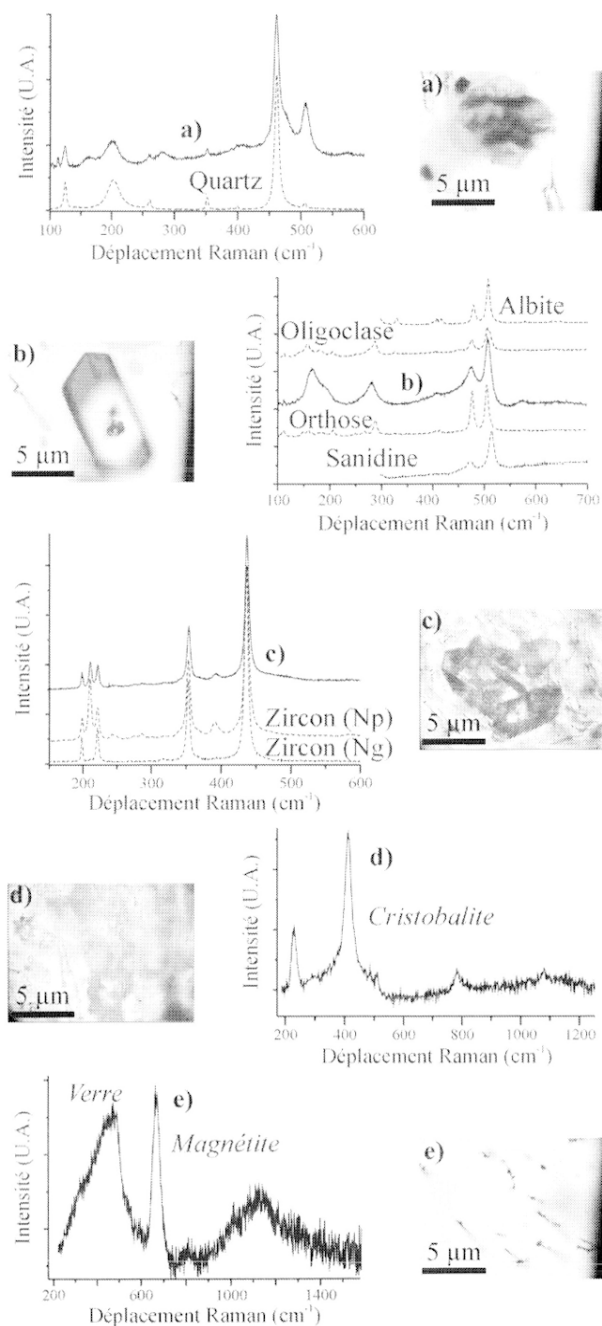 Intensité (U.A.)
a)
Quartz
100 200 300 400 500 600
Déplacement Raman (cm-1)
a)
5 µm
b)
5 µm
Intensité (U.A.)
Albite
Oligoclase
b)
Orthose
Sanidine
100 200 300 400 500 600 700
Déplacement Raman (cm-1)
Intensité (U.A.)
c)
Zircon (Np)
Zircon (Ng)
200 300 400 500 600
Déplacement Raman (cm-1)
c)
5 µm
d)
5 µm
Intensité (U.A.)
d)
Cristobalite
200 400 600 800 1000 1200
Déplacement Raman (cm-1)
Intensité (U.A.)
Verre
e)
Magnétite
200 600 1000 1400
Déplacement Raman (cm-1)
e)
5 µm